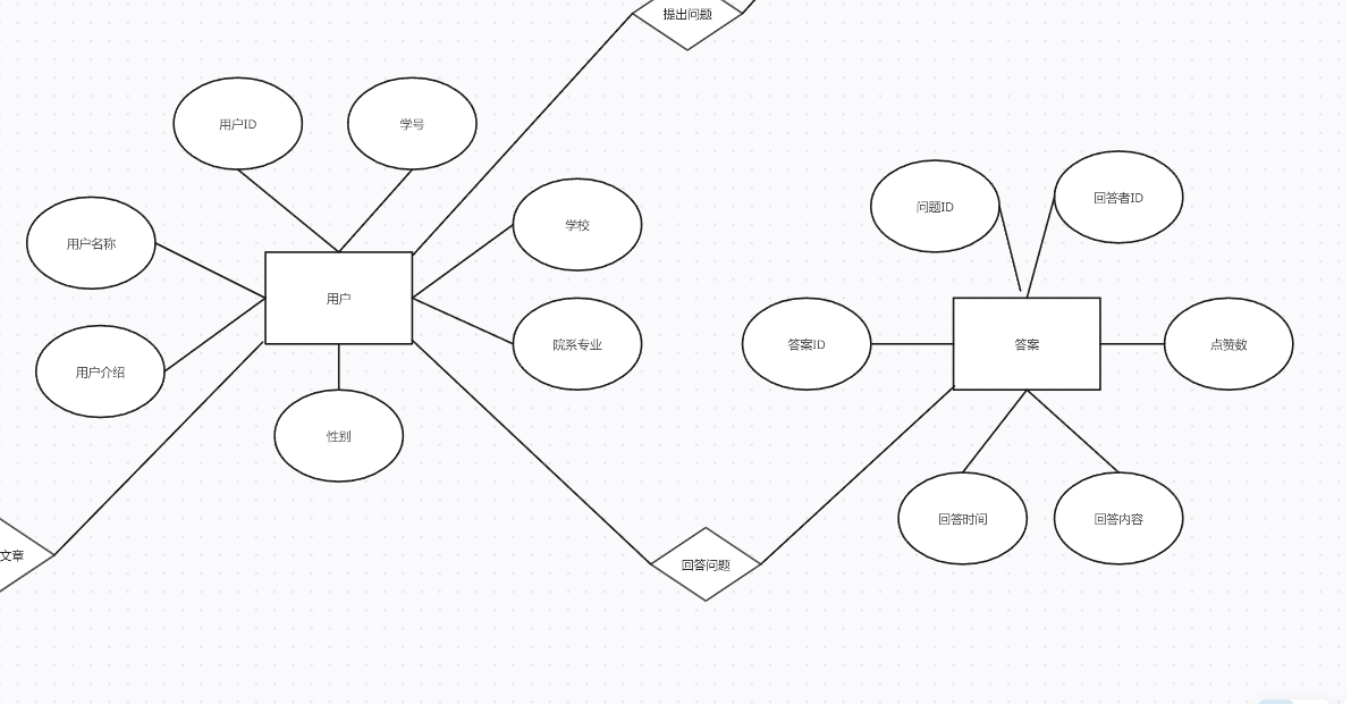 提出问题
用户ID
学号
用户名称
学校
用户
用户介绍
院系专业
性别
问题ID
回答者ID
答案ID
答案
点赞数
回答时间
回答内容
文章
回答问题